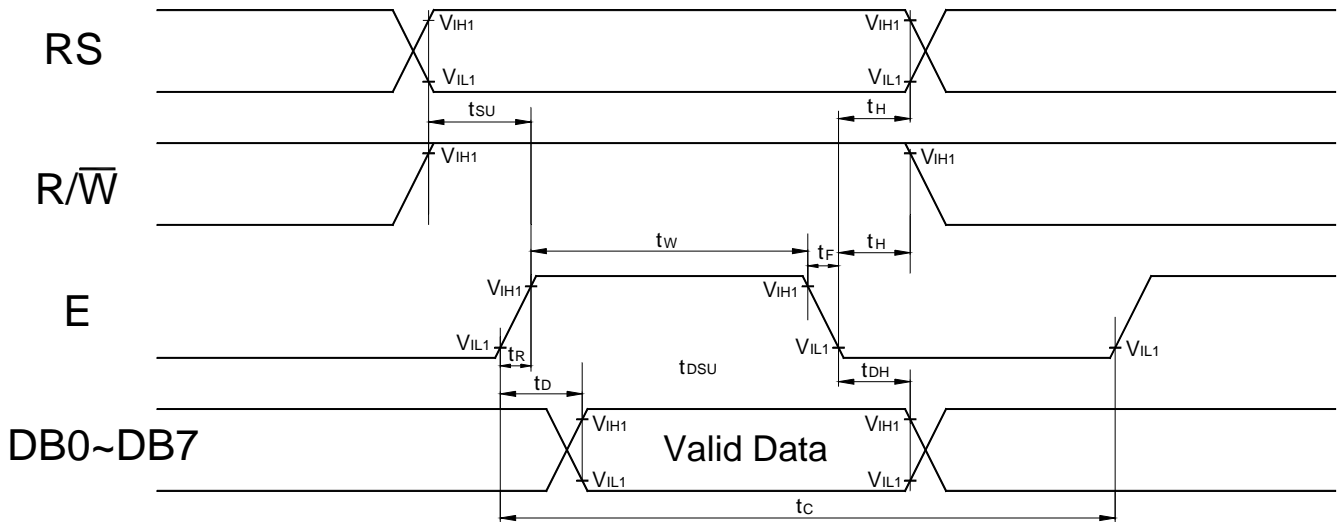 VIH1 VIH1
RS
VIL1 VIL1
tSU tH
VIH1 VIH1
R/W̅
tW tF tH
VIH1 VIH1
E
VIL1 VIL1 VIL1
tR tDSU tDH
tD
VIH1 VIH1
DB0~DB7 Valid Data
VIL1 VIL1
tC